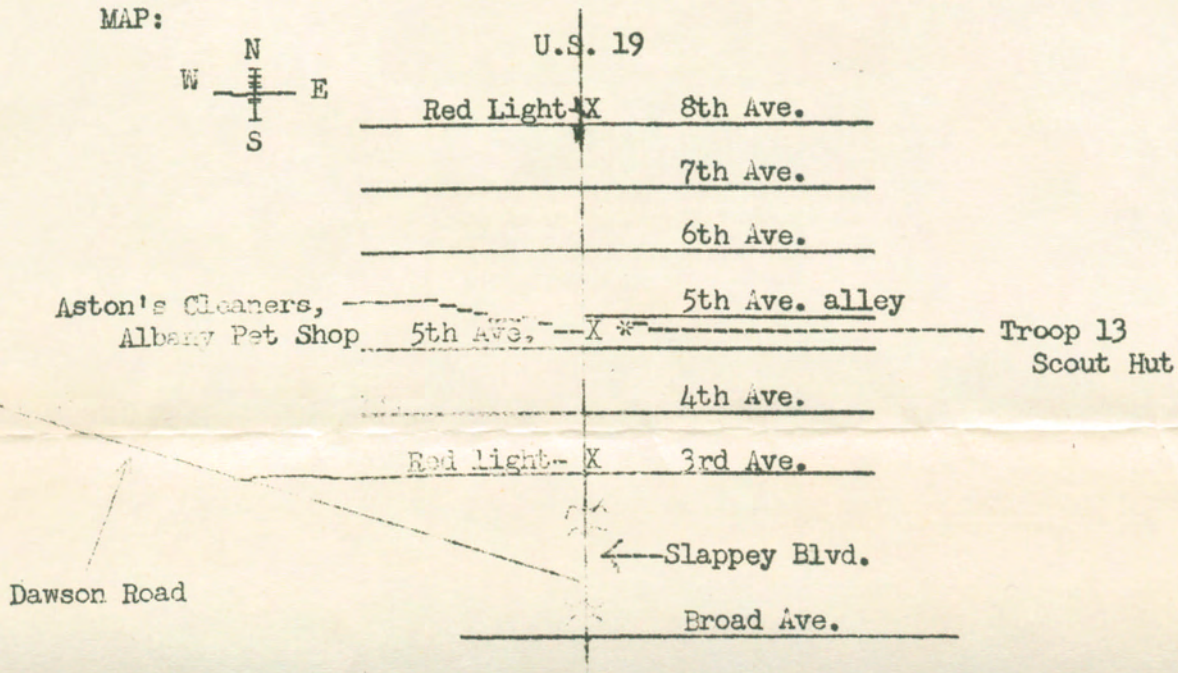 MAP:
U.S. 19
N
W E
S
Red Light X 8th Ave.
7th Ave.
6th Ave.
5th Ave. alley
Aston's Cleaners,
Albany Pet Shop 5th Ave. X * Troop 13
Scout Hut
4th Ave.
Red Light- X 3rd Ave.
Slappey Blvd.
Dawson Road
Broad Ave.